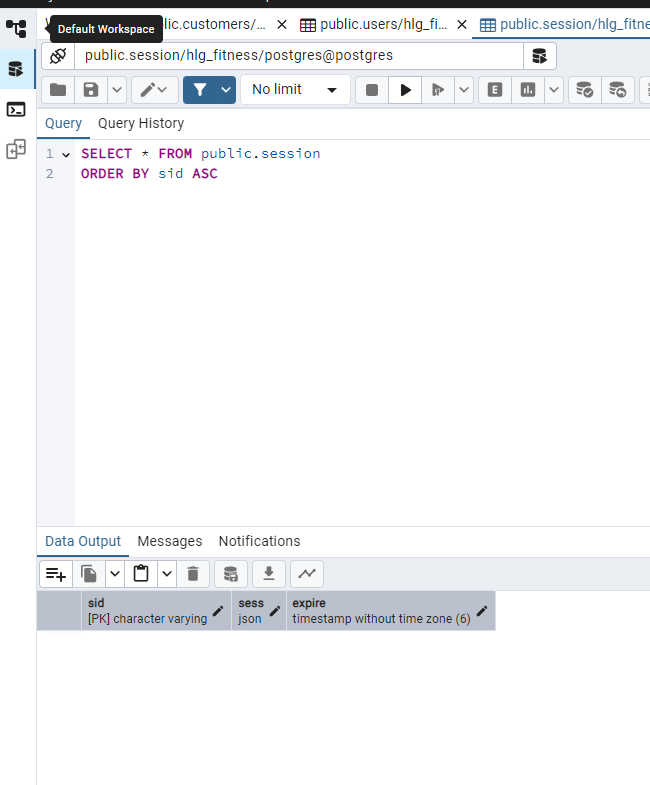 Default Workspace
lic.customers/...
public.users/hlg_fi...
public.session/hlg_fitne
public.session/hlg_fitness/postgres@postgres
No limit
E
Query Query History
1 SELECT * FROM public.session
2 ORDER BY sid ASC
Data Output Messages Notifications
sid sess expire
[PK] character varying json timestamp without time zone (6)